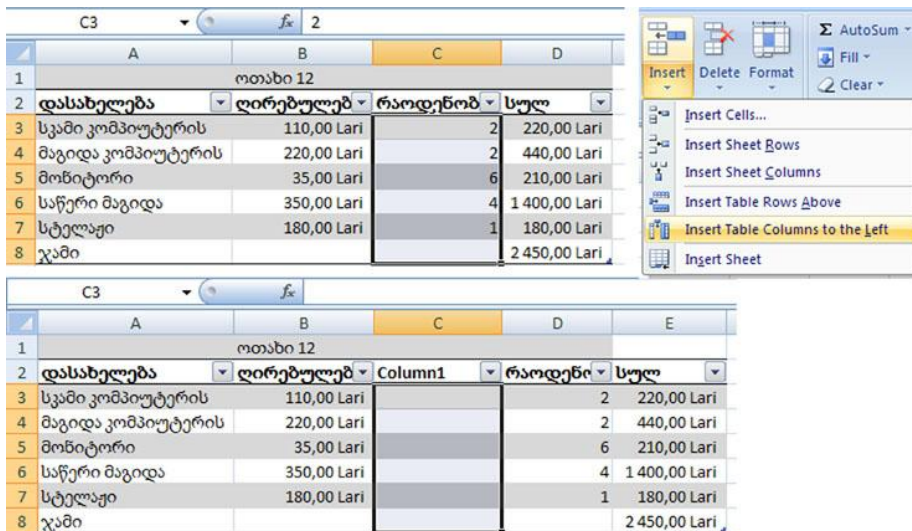 C3 fx 2
A B C D
1 ოთახი 12
2 დასახელება ღირებულებ რაოდენობ სულ
3 სკამი კომპიუტერის 110,00 Lari 2 220,00 Lari
4 მაგიდა კომპიუტერის 220,00 Lari 2 440,00 Lari
5 მონიტორი 35,00 Lari 6 210,00 Lari
6 საწერი მაგიდა 350,00 Lari 4 1 400,00 Lari
7 სტელაჟი 180,00 Lari 1 180,00 Lari
8 ჯამი 2 450,00 Lari
Σ AutoSum
Fill
Clear
Insert Delete Format
Insert Cells...
Insert Sheet Rows
Insert Sheet Columns
Insert Table Rows Above
Insert Table Columns to the Left
Insert Sheet
C3 fx
A B C D E
1 ოთახი 12
2 დასახელება ღირებულებ Column1 რაოდენო სულ
3 სკამი კომპიუტერის 110,00 Lari 2 220,00 Lari
4 მაგიდა კომპიუტერის 220,00 Lari 2 440,00 Lari
5 მონიტორი 35,00 Lari 6 210,00 Lari
6 საწერი მაგიდა 350,00 Lari 4 1 400,00 Lari
7 სტელაჟი 180,00 Lari 1 180,00 Lari
8 ჯამი 2 450,00 Lari